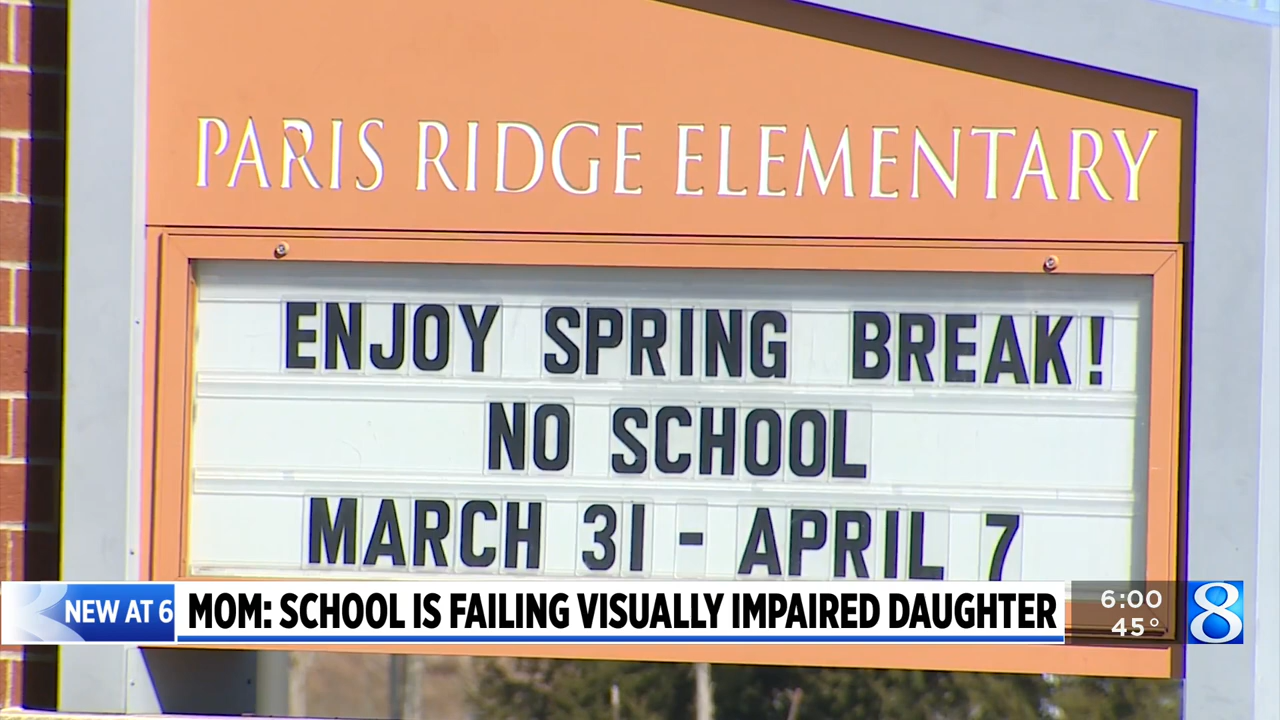 PARIS RIDGE ELEMENTARY
ENJOY SPRING BREAK!
NO SCHOOL
MARCH 31 - APRIL 7
NEW AT 6 MOM: SCHOOL IS FAILING VISUALLY IMPAIRED DAUGHTER
6:00
45°
8